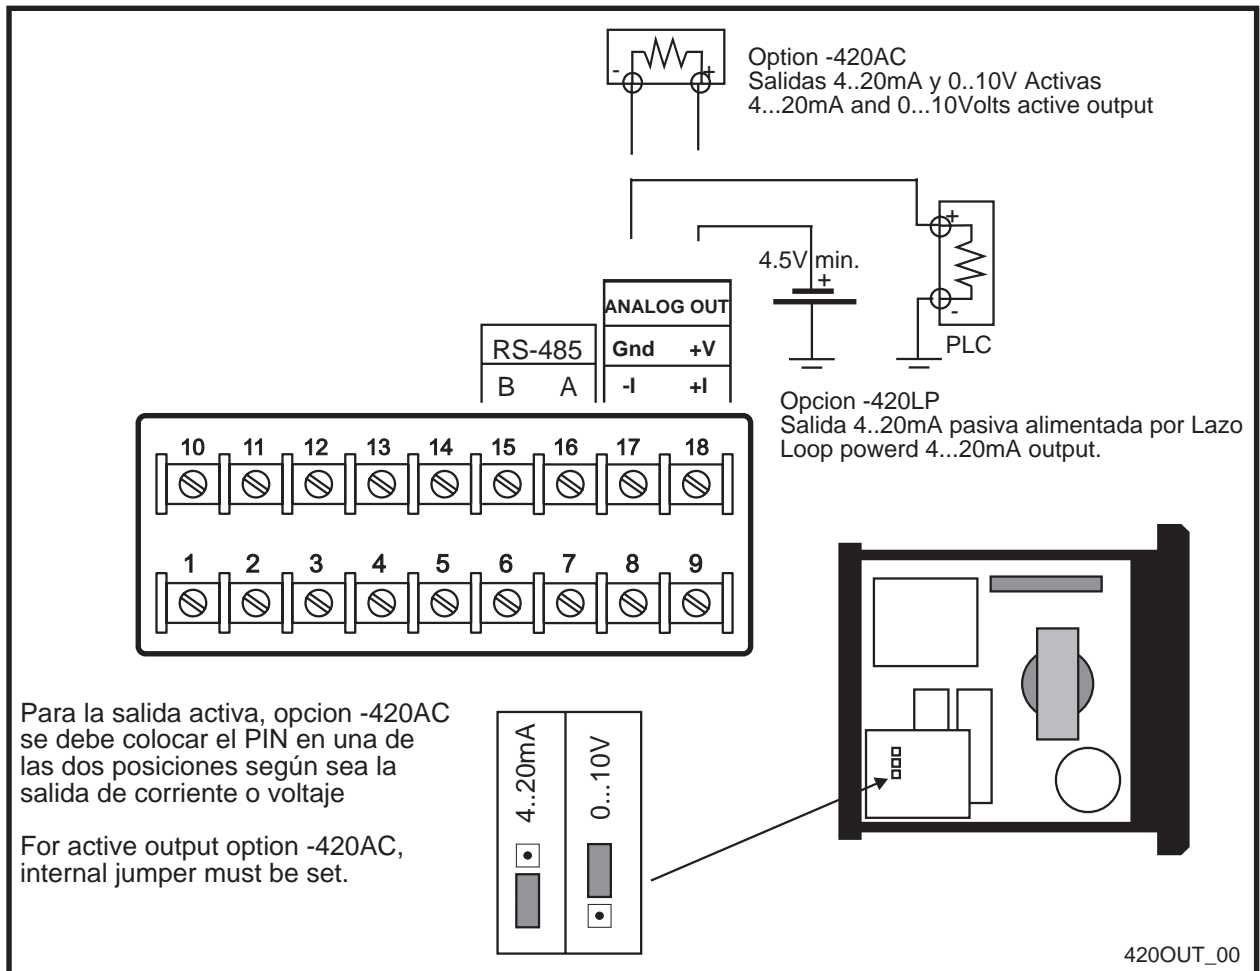 Option -420AC
Salidas 4..20mA y 0..10V Activas
4...20mA and 0...10Volts active output
- +
+
4.5V min.
+
-
PLC
ANALOG OUT
RS-485 Gnd +V
B A -I +I
Opcion -420LP
Salida 4..20mA pasiva alimentada por Lazo
Loop powerd 4...20mA output.
10 11 12 13 14 15 16 17 18
1 2 3 4 5 6 7 8 9
Para la salida activa, opcion -420AC
se debe colocar el PIN en una de
las dos posiciones según sea la
salida de corriente o voltaje
For active output option -420AC,
internal jumper must be set.
4..20mA
0...10V
420OUT_00